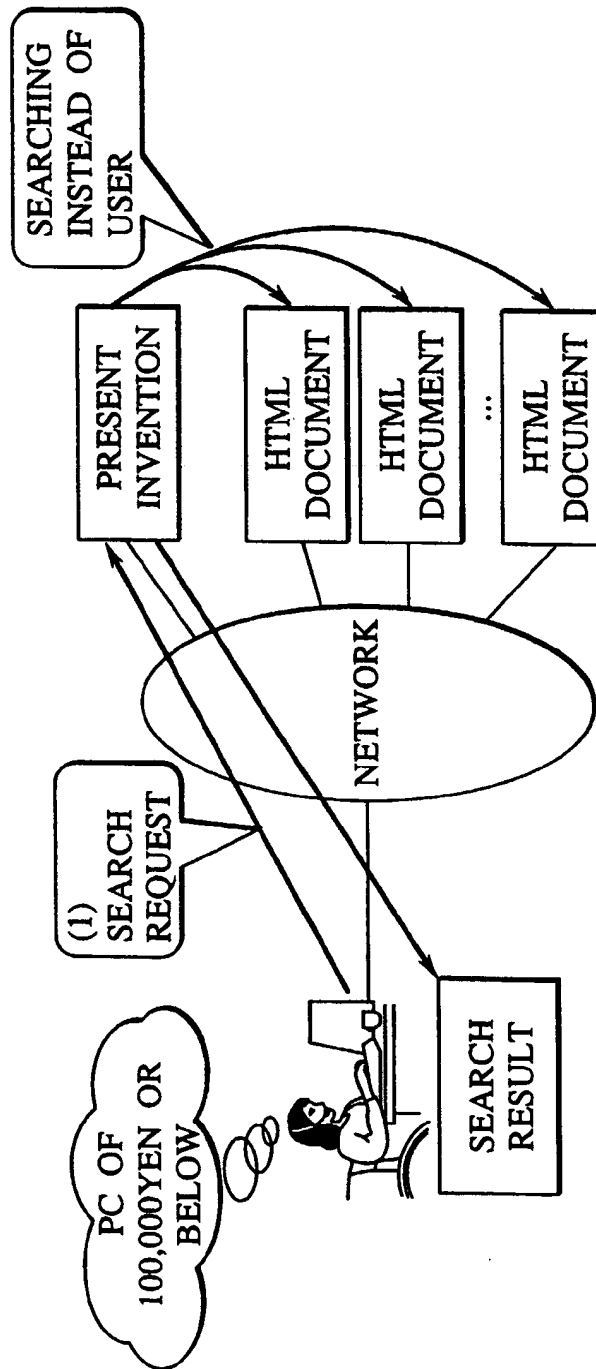 PC OF
100,000YEN OR
BELOW
(1)
SEARCH
REQUEST
SEARCHING
INSTEAD OF
USER
PRESENT
INVENTION
NETWORK
HTML
DOCUMENT
HTML
DOCUMENT
...
HTML
DOCUMENT
SEARCH
RESULT